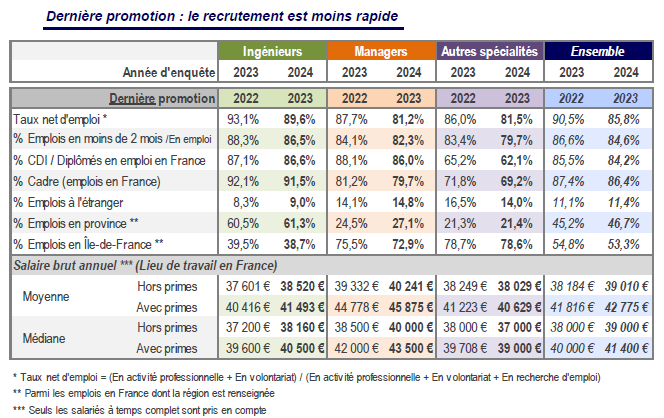 Dernière promotion : le recrutement est moins rapide
Ingénieurs Managers Autres spécialités Ensemble
Année d'enquête 2023 2024 2023 2024 2023 2024 2023 2024
Dernière promotion 2022 2023 2022 2023 2022 2023 2022 2023
Taux net d'emploi * 93,1% 89,6% 87,7% 81,2% 86,0% 81,5% 90,5% 85,8%
% Emplois en moins de 2 mois /En emploi 88,3% 86,5% 84,1% 82,3% 83,4% 79,7% 86,6% 84,6%
% CDI / Diplômés en emploi en France 87,1% 86,6% 88,1% 86,0% 65,2% 62,1% 85,5% 84,2%
% Cadre (emplois en France) 92,1% 91,5% 81,2% 79,7% 71,8% 69,2% 87,4% 86,4%
% Emplois à l'étranger 8,3% 9,0% 14,1% 14,8% 16,5% 14,0% 11,1% 11,4%
% Emplois en province ** 60,5% 61,3% 24,5% 27,1% 21,3% 21,4% 45,2% 46,7%
% Emplois en Île-de-France ** 39,5% 38,7% 75,5% 72,9% 78,7% 78,6% 54,8% 53,3%
Salaire brut annuel *** (Lieu de travail en France)
Moyenne Hors primes 37 601 € 38 520 € 39 332 € 40 241 € 38 249 € 38 029 € 38 184 € 39 010 €
Avec primes 40 416 € 41 493 € 44 778 € 45 875 € 41 223 € 40 629 € 41 816 € 42 775 €
Médiane Hors primes 37 200 € 38 160 € 38 500 € 40 000 € 38 000 € 37 000 € 38 000 € 39 000 €
Avec primes 39 600 € 40 500 € 42 000 € 43 500 € 39 708 € 39 000 € 40 000 € 41 400 €
* Taux net d'emploi = (En activité professionnelle + En volontariat) / (En activité professionnelle + En volontariat + En recherche d'emploi)
** Parmi les emplois en France dont la région est renseignée
*** Seuls les salariés à temps complet sont pris en compte